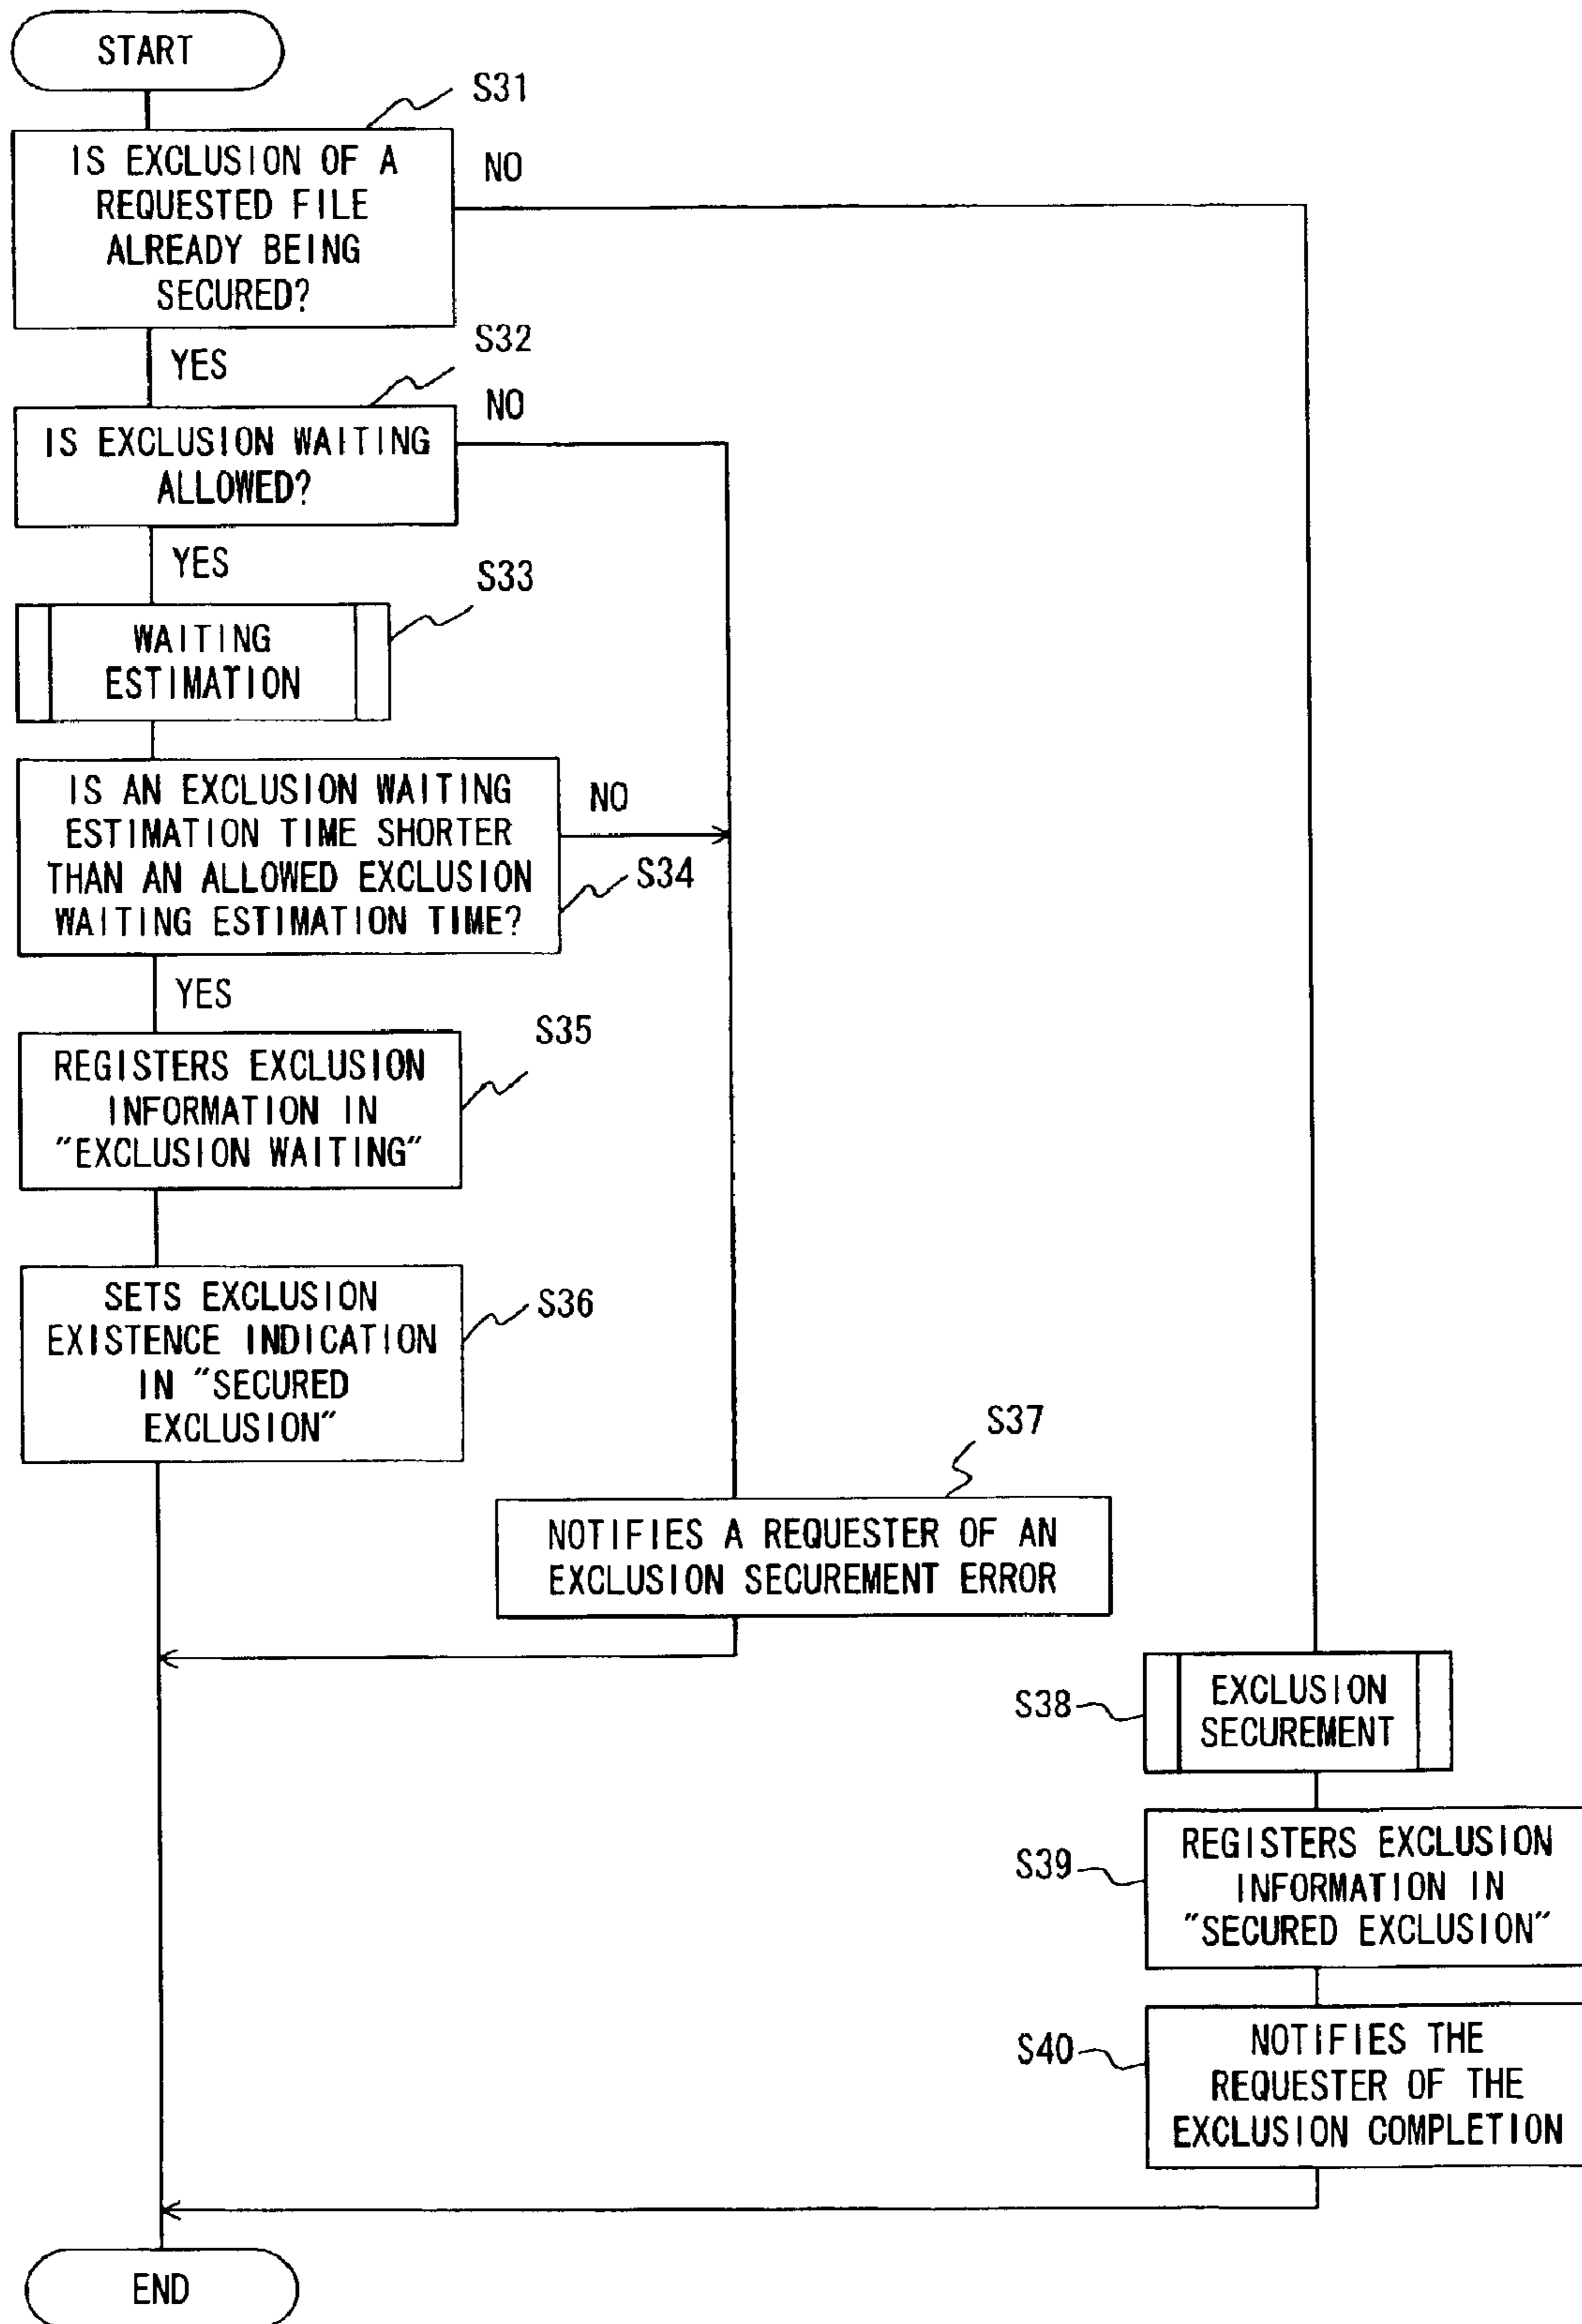 START
S31
IS EXCLUSION OF A
REQUESTED FILE
ALREADY BEING
SECURED?
NO
YES
S32
IS EXCLUSION WAITING
ALLOWED?
NO
YES
S33
WAITING
ESTIMATION
IS AN EXCLUSION WAITING
ESTIMATION TIME SHORTER
THAN AN ALLOWED EXCLUSION
WAITING ESTIMATION TIME?
NO
S34
YES
S35
REGISTERS EXCLUSION
INFORMATION IN
"EXCLUSION WAITING"
SETS EXCLUSION
EXISTENCE INDICATION
IN "SECURED
EXCLUSION"
S36
S37
NOTIFIES A REQUESTER OF AN
EXCLUSION SECUREMENT ERROR
S38
EXCLUSION
SECUREMENT
S39
REGISTERS EXCLUSION
INFORMATION IN
"SECURED EXCLUSION"
S40
NOTIFIES THE
REQUESTER OF THE
EXCLUSION COMPLETION
END